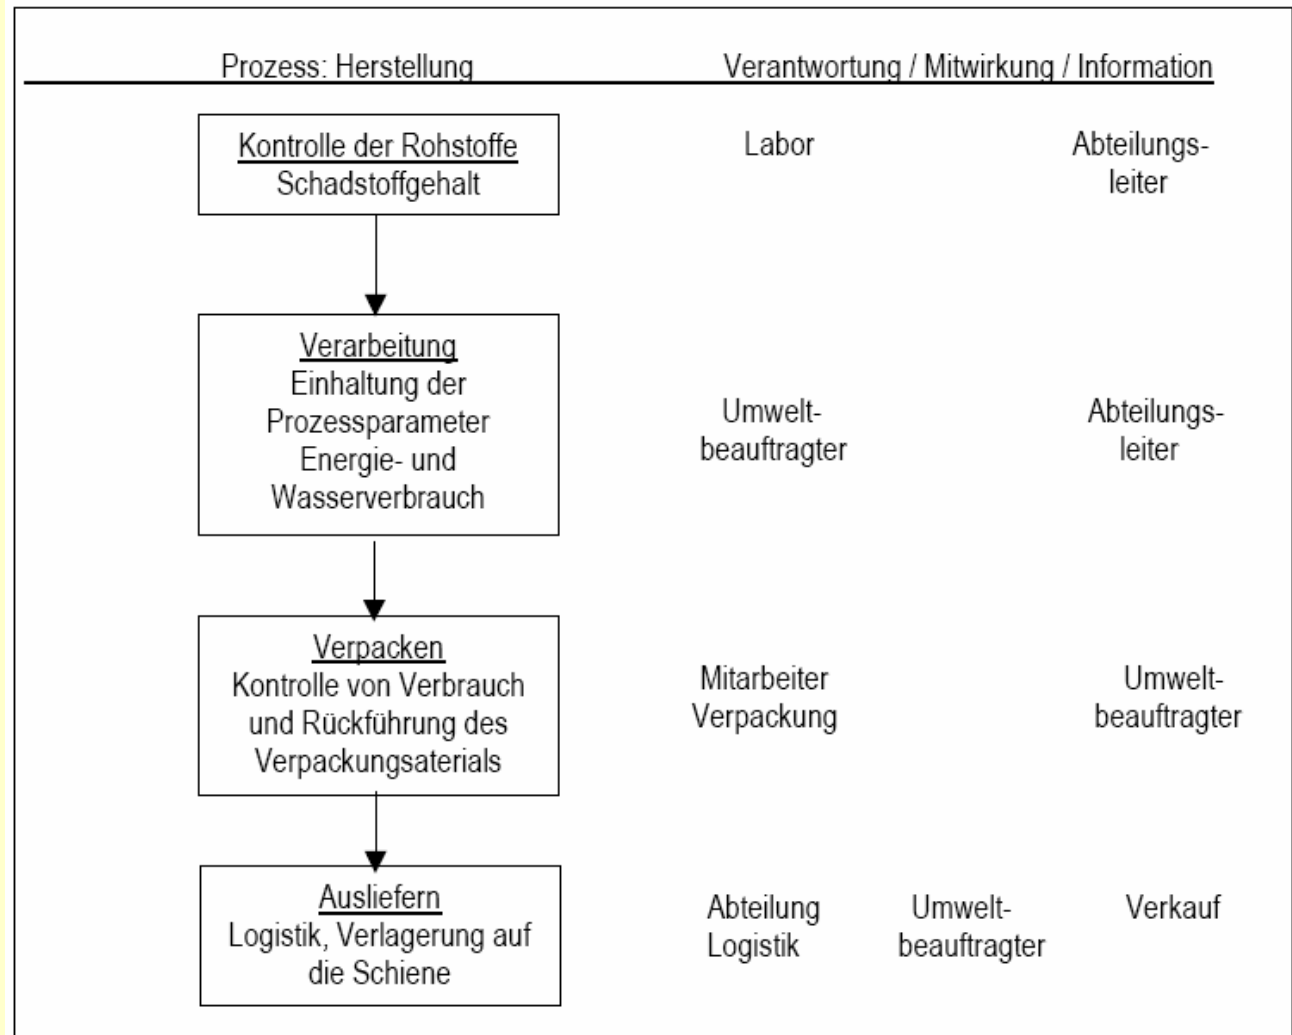 Prozess: Herstellung
Verantwortung / Mitwirkung / Information
Kontrolle der Rohstoffe
Schadstoffgehalt
Labor
Abteilungs-
leiter
Verarbeitung
Einhaltung der
Prozessparameter
Energie- und
Wasserverbrauch
Umwelt-
beauftragter
Abteilungs-
leiter
Verpacken
Kontrolle von Verbrauch
und Rückführung des
Verpackungsaterials
Mitarbeiter
Verpackung
Umwelt-
beauftragter
Ausliefern
Logistik, Verlagerung auf
die Schiene
Abteilung
Logistik
Umwelt-
beauftragter
Verkauf